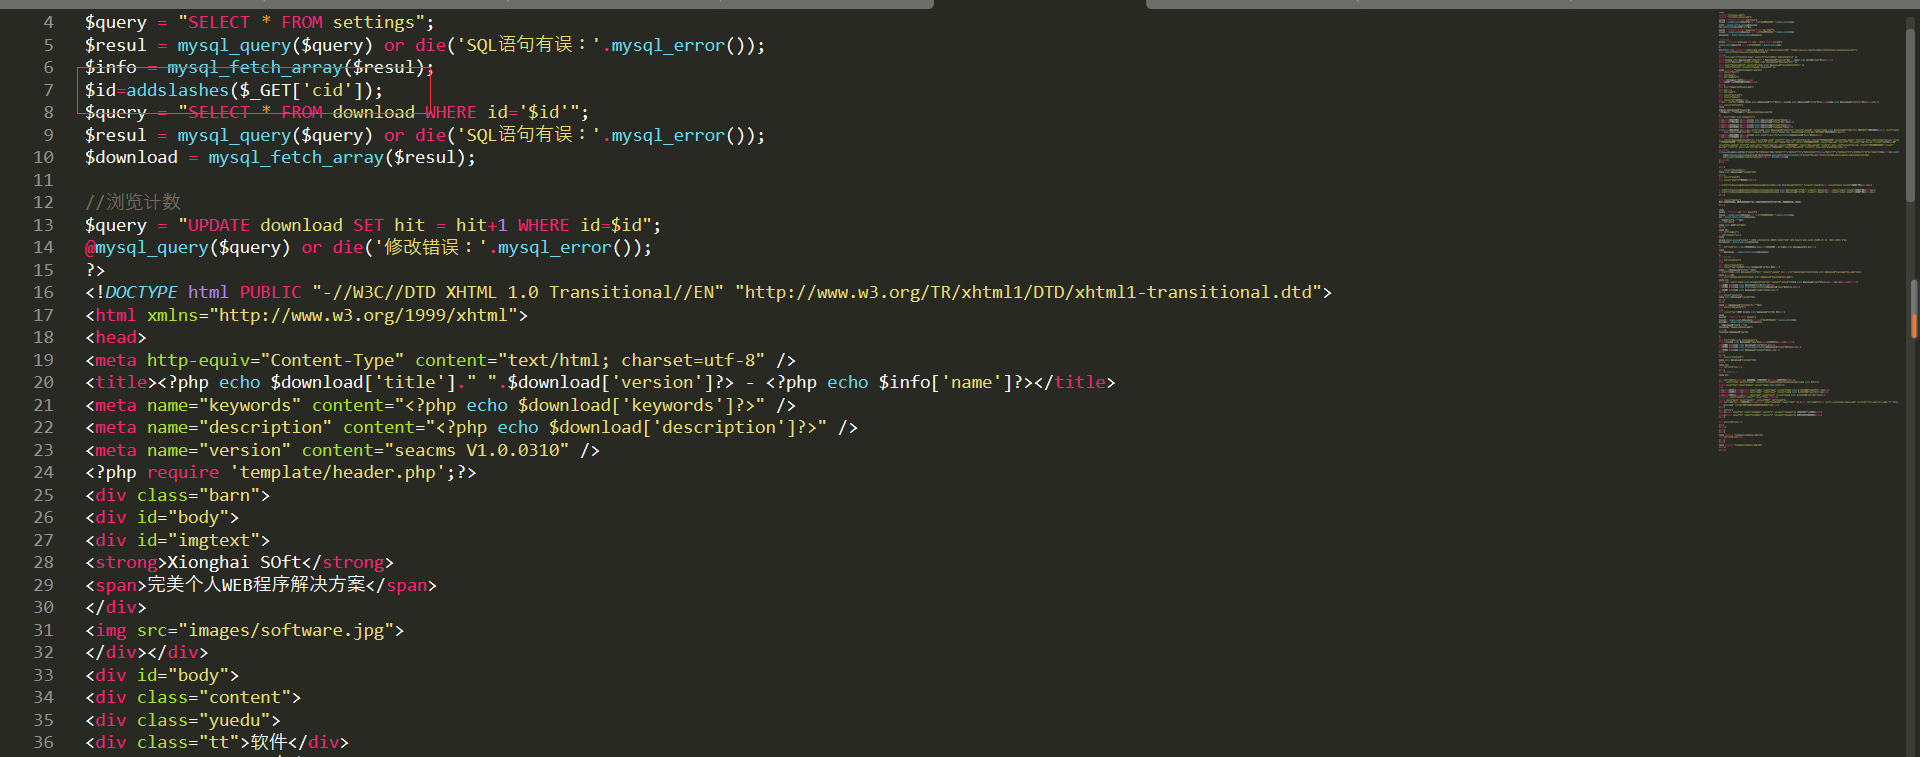 4 $query = "SELECT * FROM settings";
5 $resul = mysql_query($query) or die('SQL语句有误：'.mysql_error());
6 $info = mysql_fetch_array($resul);
7 $id=addslashes($_GET['cid']);
8 $query = "SELECT * FROM download WHERE id='$id'";
9 $resul = mysql_query($query) or die('SQL语句有误：'.mysql_error());
10 $download = mysql_fetch_array($resul);
11
12 //浏览计数
13 $query = "UPDATE download SET hit = hit+1 WHERE id=$id";
14 @mysql_query($query) or die('修改错误：'.mysql_error());
15 ?>
16 <!DOCTYPE html PUBLIC "-//W3C//DTD XHTML 1.0 Transitional//EN" "http://www.w3.org/TR/xhtml1/DTD/xhtml1-transitional.dtd">
17 <html xmlns="http://www.w3.org/1999/xhtml">
18 <head>
19 <meta http-equiv="Content-Type" content="text/html; charset=utf-8" />
20 <title><?php echo $download['title']." ".$download['version']?> - <?php echo $info['name']?></title>
21 <meta name="keywords" content="<?php echo $download['keywords']?>" />
22 <meta name="description" content="<?php echo $download['description']?>" />
23 <meta name="version" content="seacms V1.0.0310" />
24 <?php require 'template/header.php';?>
25 <div class="barn">
26 <div id="body">
27 <div id="imgtext">
28 <strong>Xionghai SOft</strong>
29 <span>完美个人WEB程序解决方案</span>
30 </div>
31 <img src="images/software.jpg">
32 </div></div>
33 <div id="body">
34 <div class="content">
35 <div class="yuedu">
36 <div class="tt">软件</div>